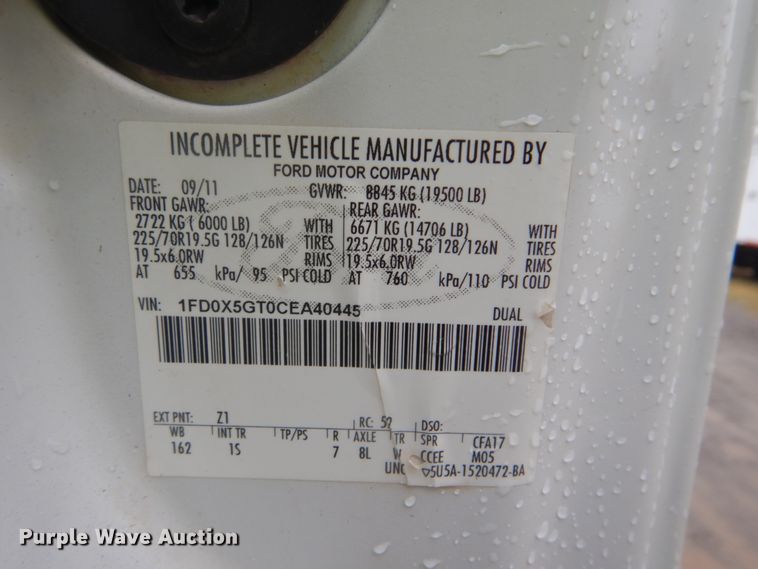 INCOMPLETE VEHICLE MANUFACTURED BY
FORD MOTOR COMPANY
DATE: 09/11 GVWR: 8845 KG (19500 LB)
FRONT GAWR: REAR GAWR:
2722 KG ( 6000 LB) WITH 6671 KG (14706 LB) WITH
225/70R19.5G 128/126N TIRES 225/70R19.5G 128/126N TIRES
19.5x6.0RW RIMS 19.5x6.0RW RIMS
AT 655 kPa/ 95 PSI COLD AT 760 kPa/110 PSI COLD
VIN: 1FD0X5GT0CEA40445 DUAL
EXT PNT: Z1 RC: 52 DSO:
WB INT TR TP/PS R AXLE TR SPR CFA17
162 1S 7 8L W CCEE M05
UNC 5U5A-1520472-BA
Purple Wave Auction